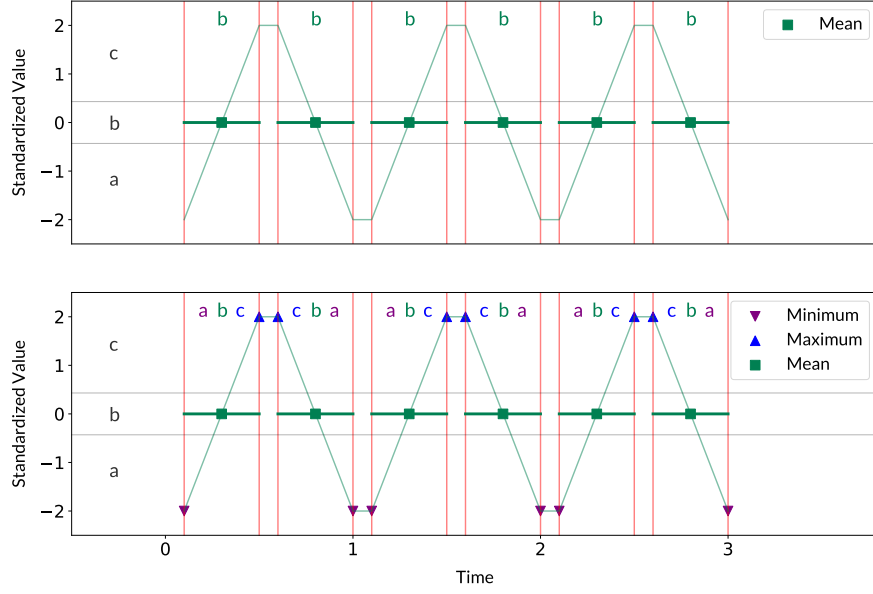 b b b b b b
Mean
2
c
1
0
b
−1
a
−2
Standardized Value
a b c c b a a b c c b a a b c c b a
Minimum
Maximum
Mean
2
c
1
0
b
−1
a
−2
Standardized Value
0 1 2 3
Time